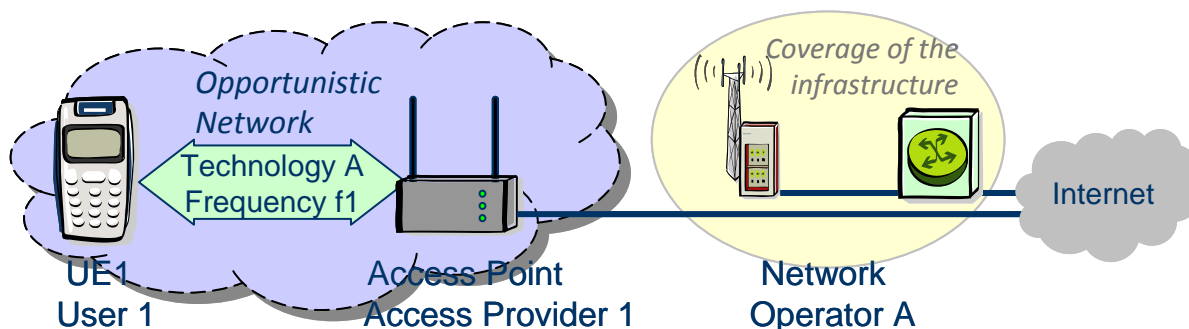 Opportunistic
Network
Technology A
Frequency f1
Coverage of the
infrastructure
Internet
UE1
User 1
Access Point
Access Provider 1
Network
Operator A